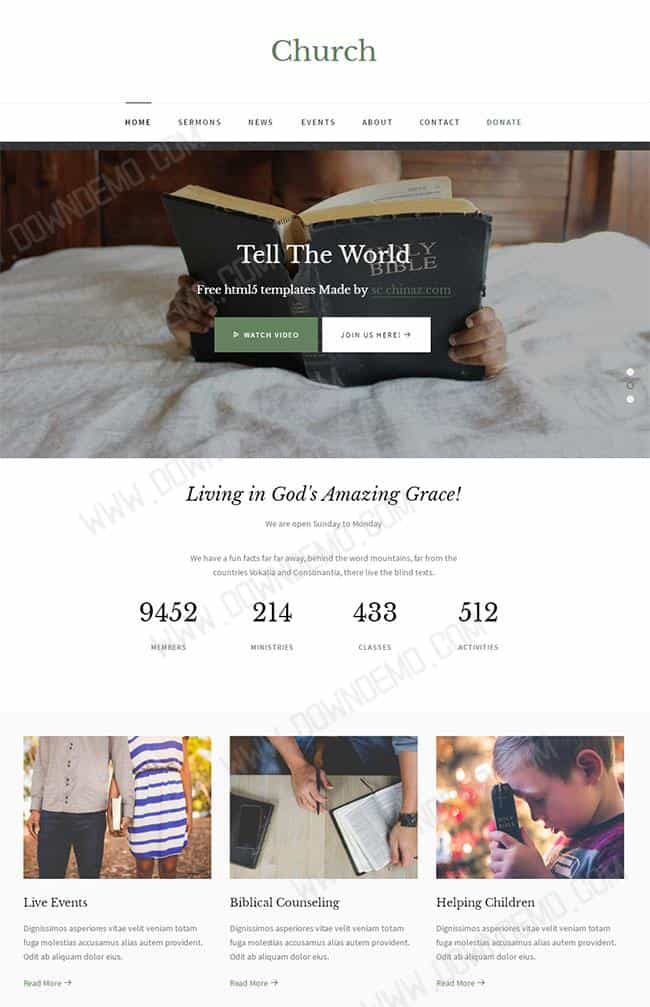 Church
HOME SERMONS NEWS EVENTS ABOUT CONTACT DONATE
HOLY
BIBLE
Tell The World
Free html5 templates Made by sc.chinaz.com
WATCH VIDEO JOIN US HERE! →
Living in God's Amazing Grace!
We are open Sunday to Monday
We have a fun facts far far away, behind the word mountains, far from the
countries Vokalia and Consonantia, there live the blind texts.
9452 214 433 512
MEMBERS MINISTRIES CLASSES ACTIVITIES
HOLY
BIBLE
Live Events Biblical Counseling Helping Children
Dignissimos asperiores vitae velit veniam totam Dignissimos asperiores vitae velit veniam totam Dignissimos asperiores vitae velit veniam totam
fuga molestias accusamus alias autem provident. fuga molestias accusamus alias autem provident. fuga molestias accusamus alias autem provident.
Odit ab aliquam dolor eius. Odit ab aliquam dolor eius. Odit ab aliquam dolor eius.
Read More → Read More → Read More →
WWW.DOWNDEMO.COM